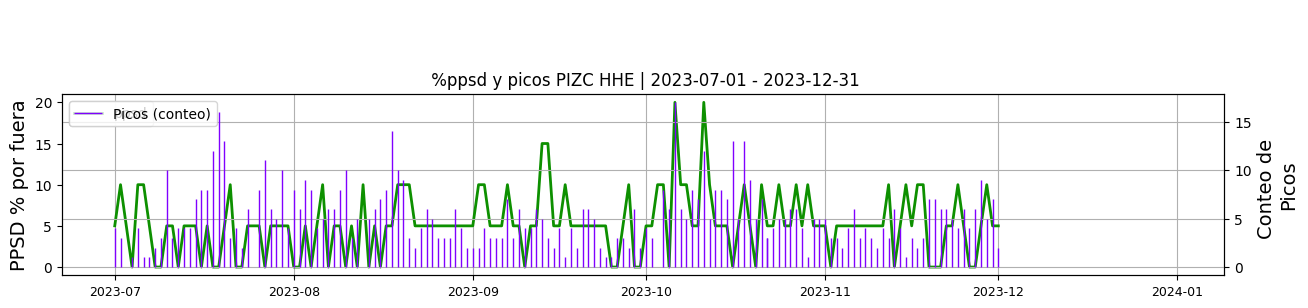 %ppsd y picos PIZC HHE | 2023-07-01 - 2023-12-31
PPSD % por fuera
20
15
10
5
0
Picos (conteo)
15
10
5
0
Conteo de
Picos
2023-07 2023-08 2023-09 2023-10 2023-11 2023-12 2024-01